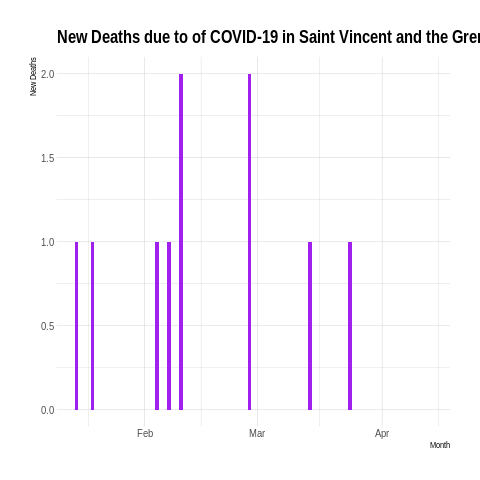 New Deaths due to of COVID-19 in Saint Vincent and the Gren
New Deaths
2.0
1.5
1.0
0.5
0.0
Feb Mar Apr
Month